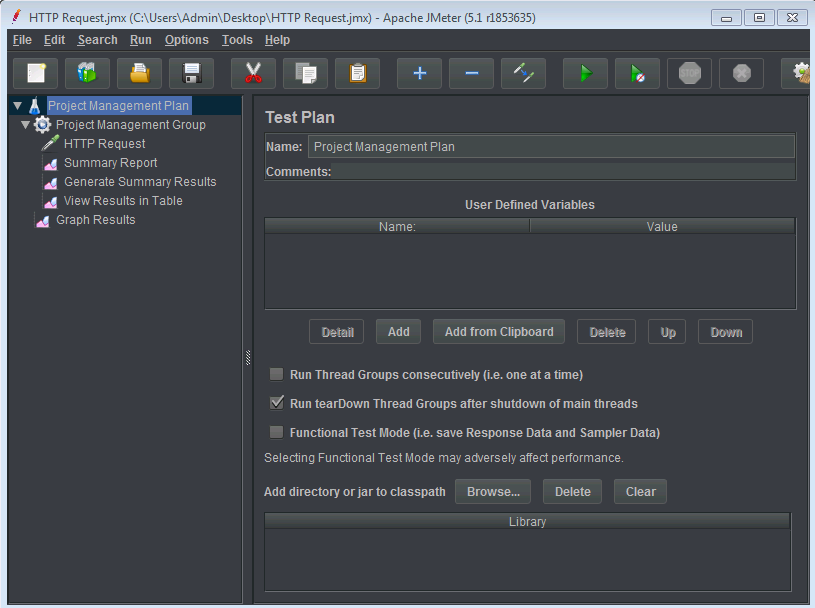 HTTP Request.jmx (C:\Users\Admin\Desktop\HTTP Request.jmx) - Apache JMeter (5.1 r1853635)
File Edit Search Run Options Tools Help
STOP
Project Management Plan
Project Management Group
HTTP Request
Summary Report
Generate Summary Results
View Results in Table
Graph Results
Test Plan
Name: Project Management Plan
Comments:
User Defined Variables
Name: Value
Detail Add Add from Clipboard Delete Up Down
Run Thread Groups consecutively (i.e. one at a time)
Run tearDown Thread Groups after shutdown of main threads
Functional Test Mode (i.e. save Response Data and Sampler Data)
Selecting Functional Test Mode may adversely affect performance.
Add directory or jar to classpath Browse... Delete Clear
Library